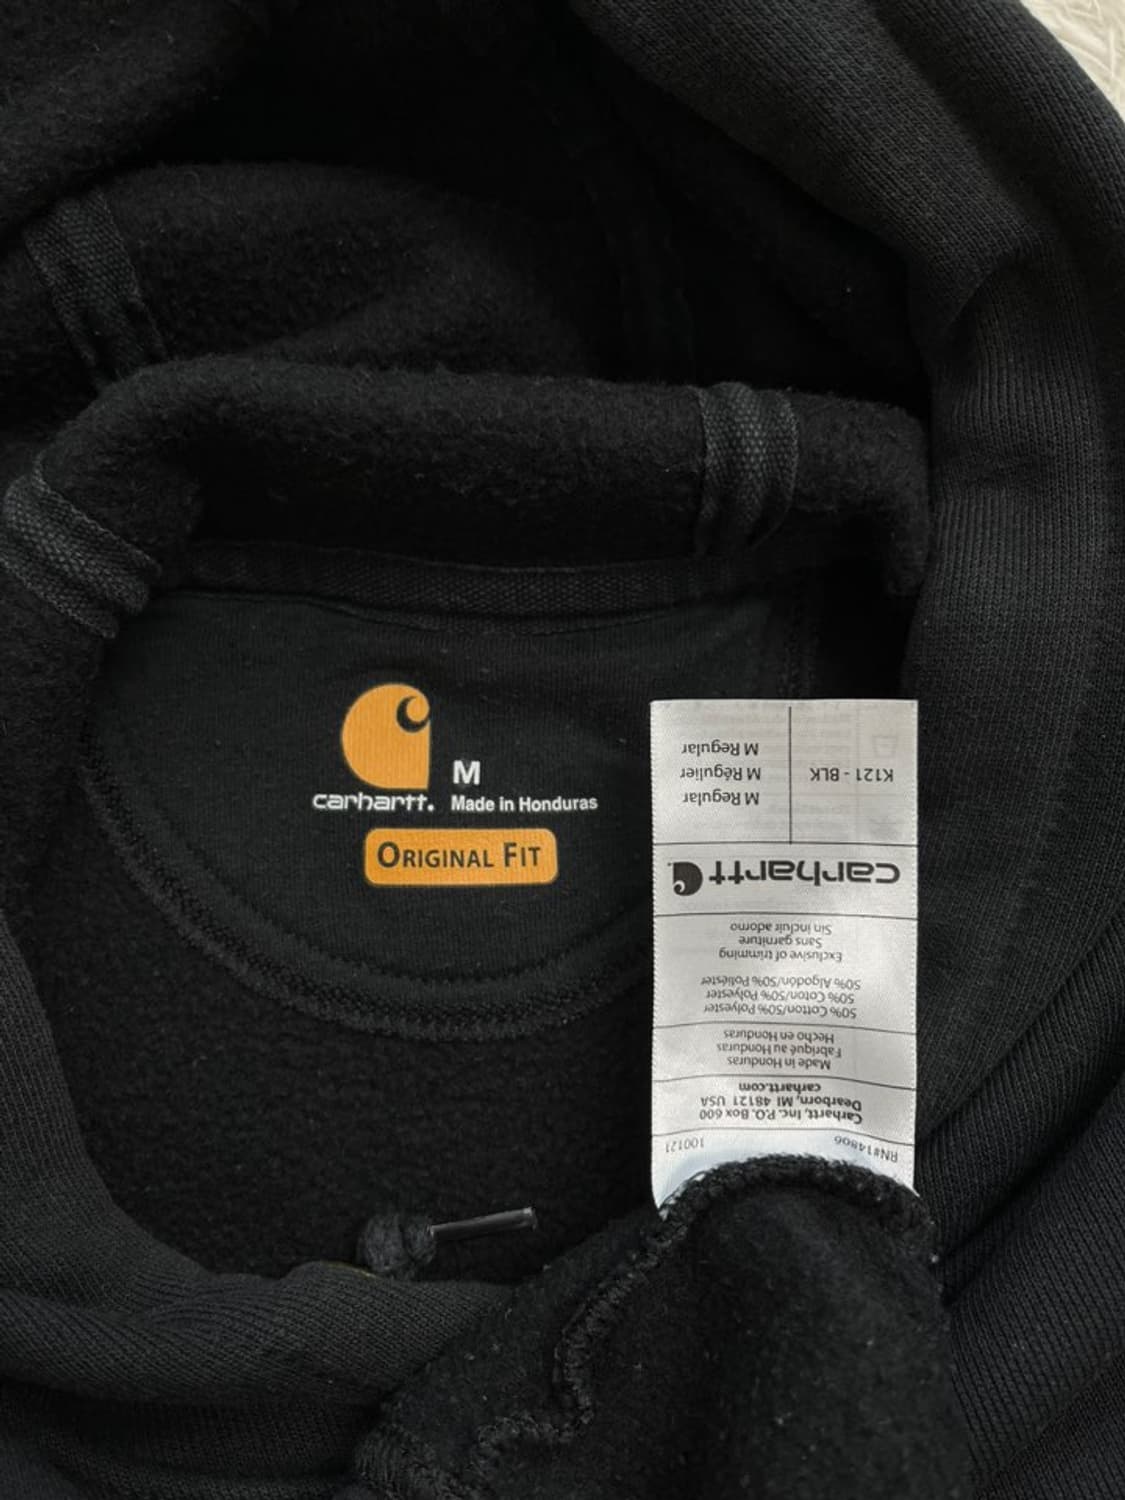 M
carhartt. Made in Honduras
ORIGINAL FIT
RN#14806 100121
Carhartt, Inc. P.O. Box 600
Dearborn, MI 48121 USA
carhartt.com
Made in Honduras
Fabriqué au Honduras
Hecho en Honduras
50% Cotton/50% Polyester
50% Coton/50% Polyester
50% Algodón/50% Poliéster
Exclusive of trimming
Sans garniture
Sin incluir adorno
carhartt
K121 - BLK
M Regular
M Régulier
M Regular